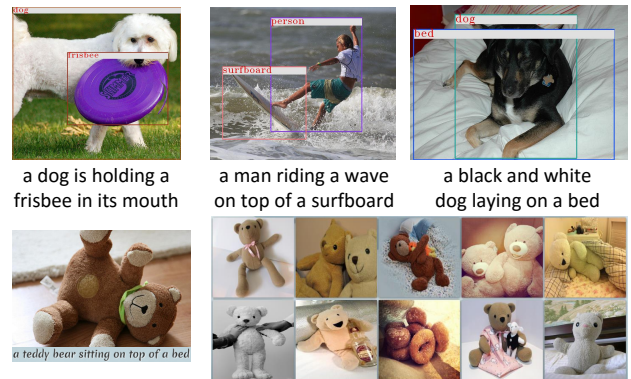 dog
frisbee
person
surfboard
dog
bed
a dog is holding a
frisbee in its mouth
a man riding a wave
on top of a surfboard
a black and white
dog laying on a bed
a teddy bear sitting on top of a bed